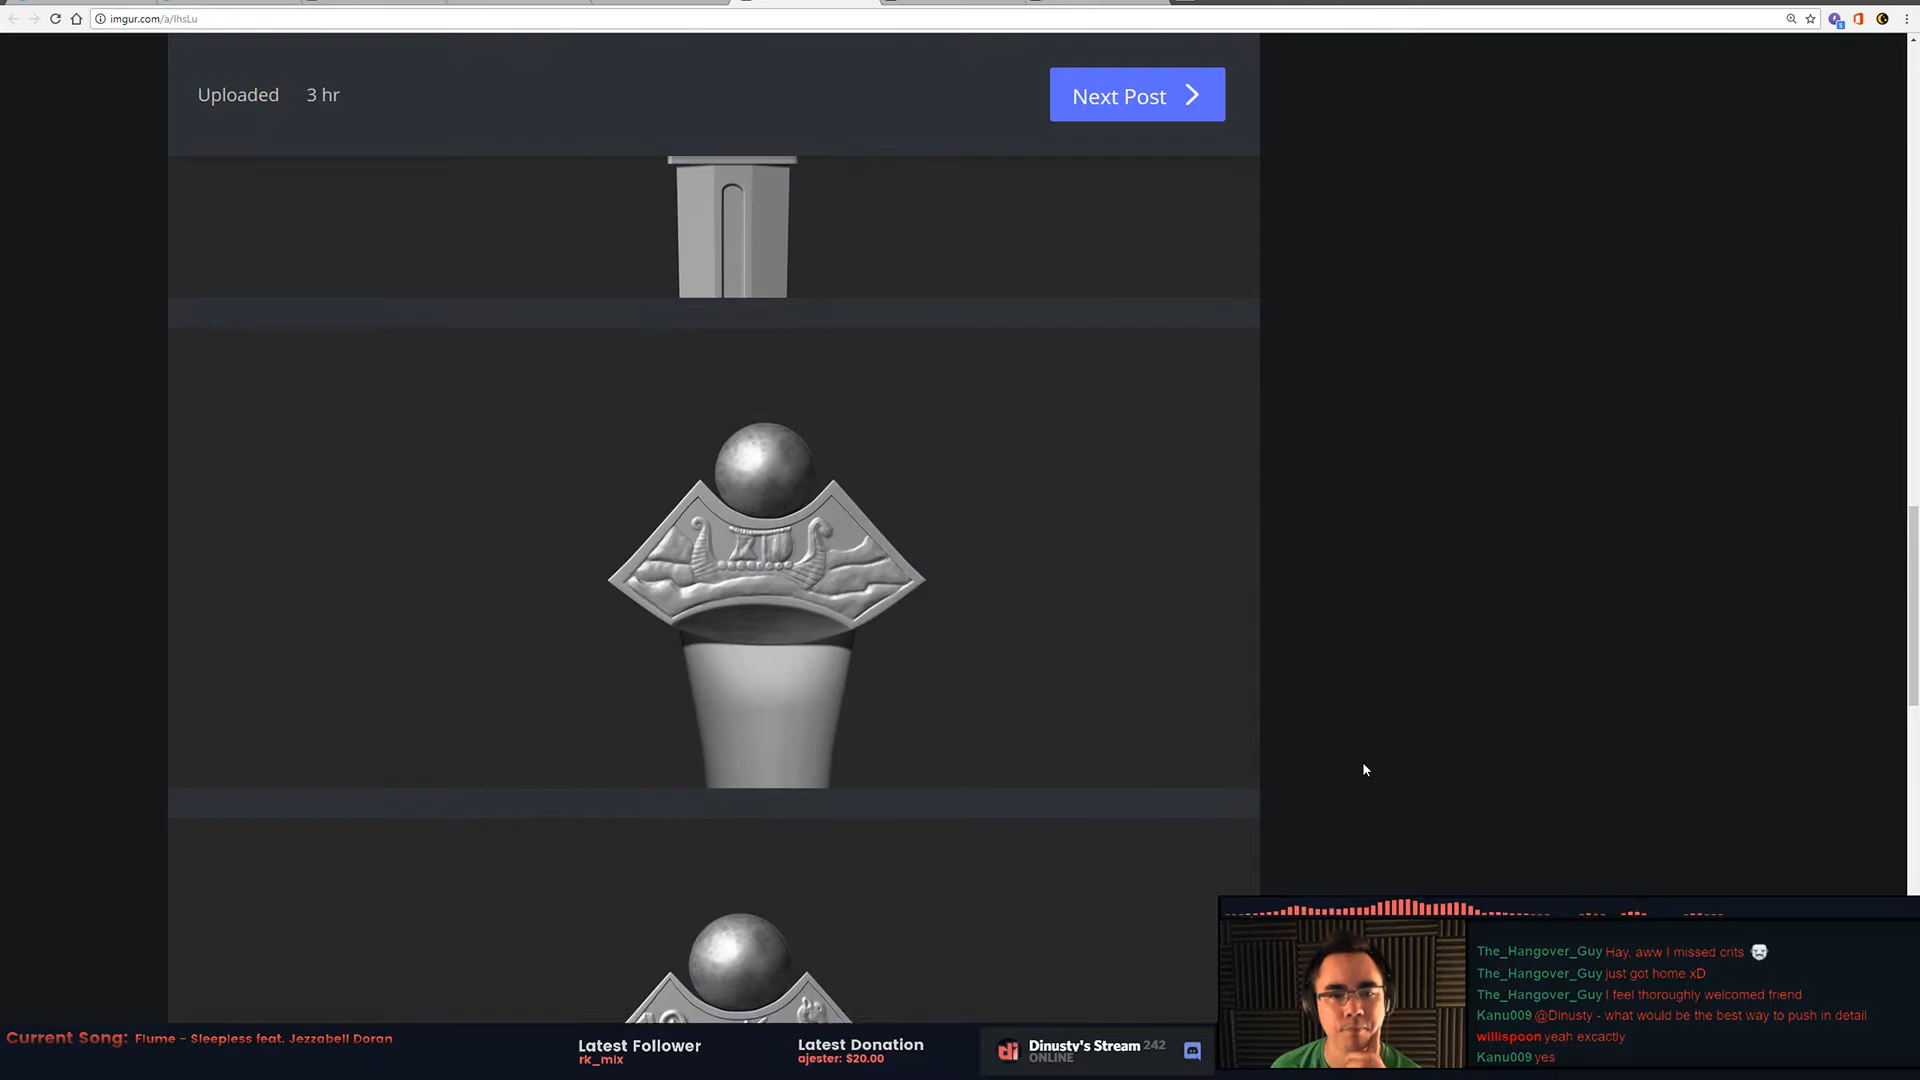 imgur.com/a/IhsLu
Uploaded 3 hr
Next Post
The_Hangover_Guy Hay, aww I missed crits
The_Hangover_Guy just got home xD
The_Hangover_Guy I feel thoroughly welcomed friend
Kanu009 @Dinusty - what would be the best way to push in detail
willispoon yeah excactly
Kanu009 yes
Current Song: Flume - Sleepless feat. Jezzabell Doran
Latest Follower
rk_mix
Latest Donation
ajester: $20.00
Dinusty's Stream 242
ONLINE